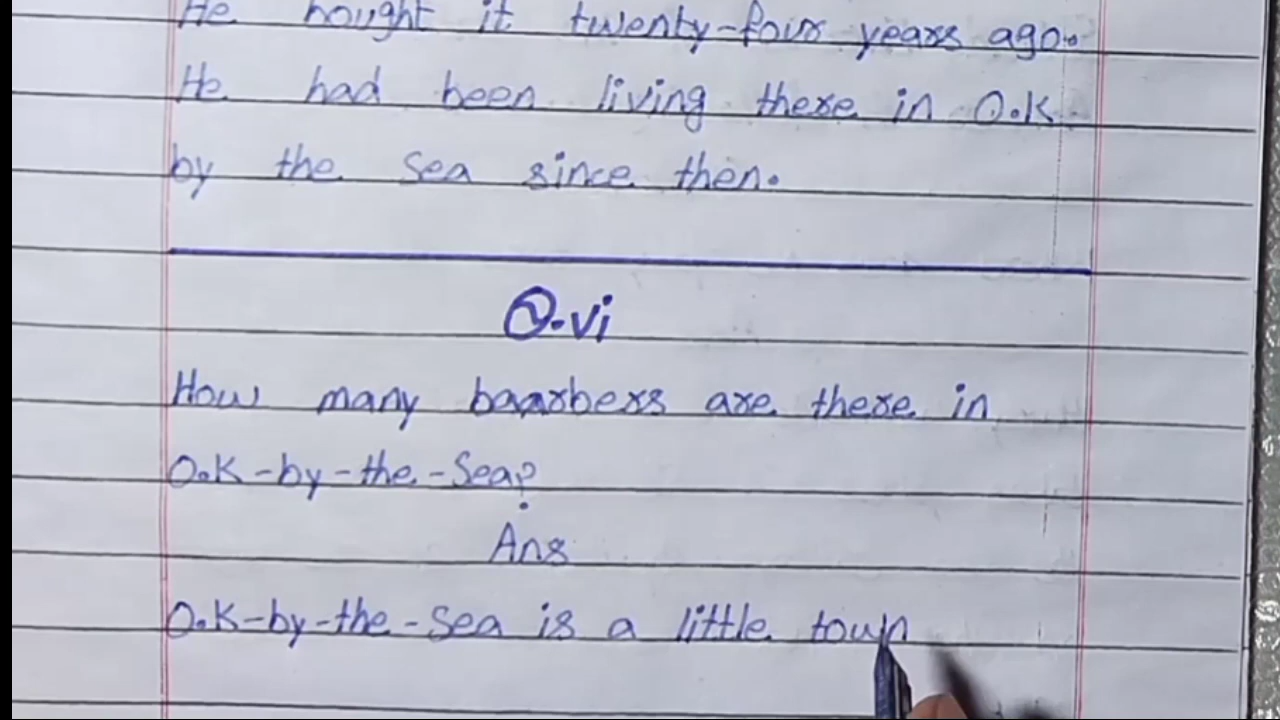 He bought it twenty-four years ago.
He had been living there in O.K
by the Sea since then.
Q.vi
How many baarbers are there in
O.K-by-the-Sea?
Ans
O.K-by-the-Sea is a little town